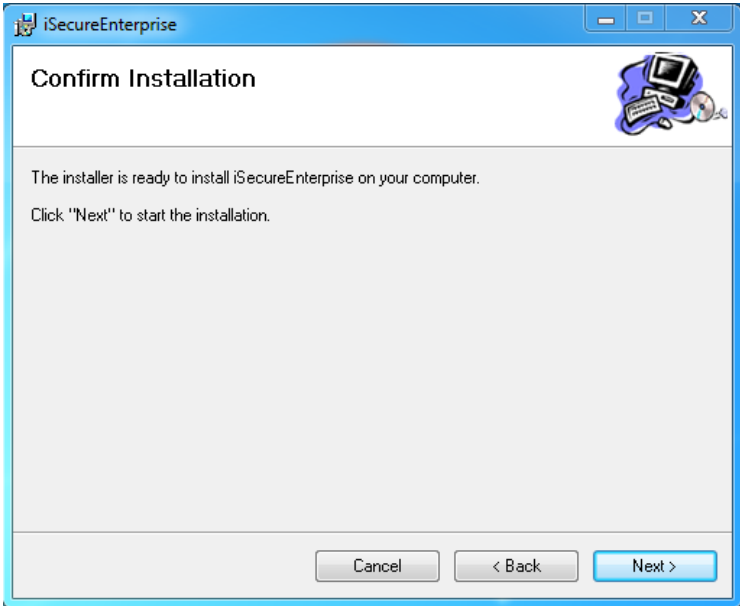 iSecureEnterprise
Confirm Installation
The installer is ready to install iSecureEnterprise on your computer.
Click "Next" to start the installation.
Cancel
< Back
Next >